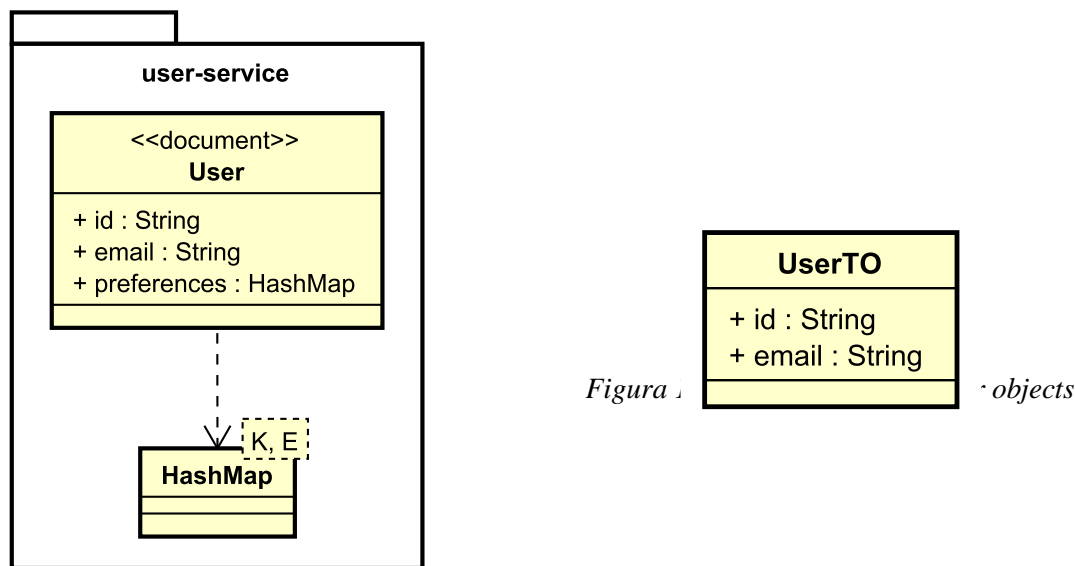 user-service
<<document>>
User
+ id : String
+ email : String
+ preferences : HashMap
K, E
HashMap
UserTO
+ id : String
+ email : String
Figura
objects